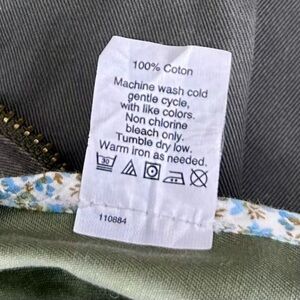 100% Coton
Machine wash cold
gentle cycle,
with like colors.
Non chlorine
bleach only.
Tumble dry low.
Warm iron as needed.
30
110884